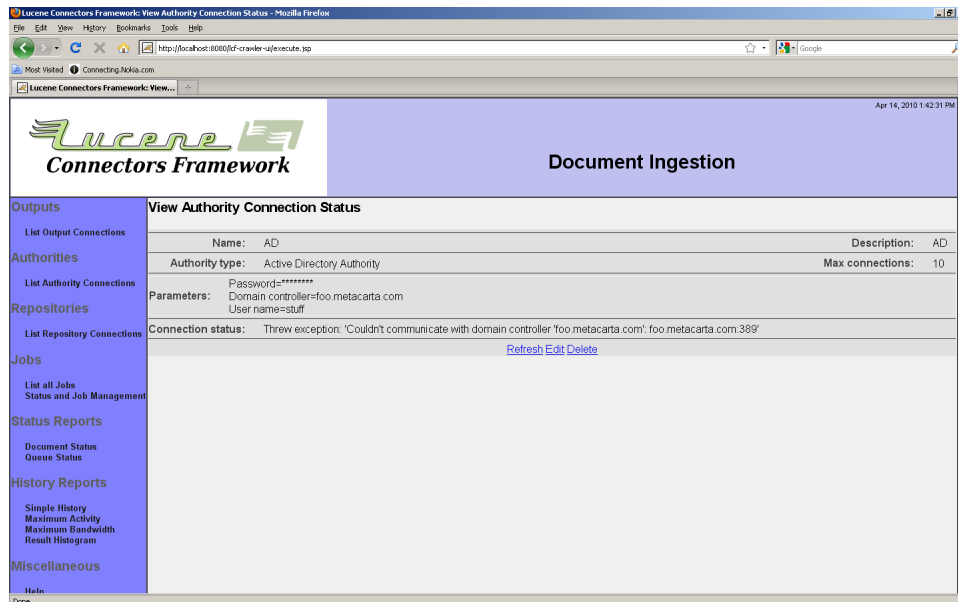 Lucene Connectors Framework: View Authority Connection Status - Mozilla Firefox
File Edit View History Bookmarks Tools Help
http://localhost:8080/lcf-crawler-ui/execute.jsp
Google
Most Visited Connecting.Nokia.com
Lucene Connectors Framework: View...
Apr 14, 2010 1:42:31 PM
Lucene
Connectors Framework
Document Ingestion
Outputs
List Output Connections
Authorities
List Authority Connections
Repositories
List Repository Connections
Jobs
List all Jobs
Status and Job Management
Status Reports
Document Status
Queue Status
History Reports
Simple History
Maximum Activity
Maximum Bandwidth
Result Histogram
Miscellaneous
Help
View Authority Connection Status
Name: AD Description: AD
Authority type: Active Directory Authority Max connections: 10
Parameters: Password=********
Domain controller=foo.metacarta.com
User name=stuff
Connection status: Threw exception: 'Couldn't communicate with domain controller 'foo.metacarta.com': foo.metacarta.com:389'
Refresh Edit Delete
Done